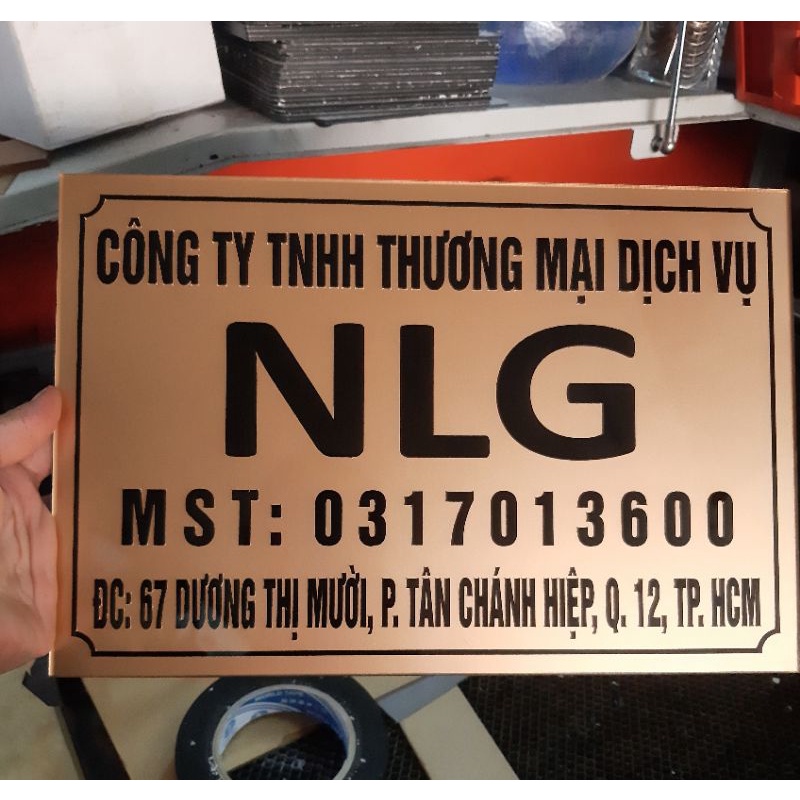 CÔNG TY TNHH THƯƠNG MẠI DỊCH VỤ
NLG
MST: 0317013600
ĐC: 67 DƯƠNG THỊ MƯỜI, P. TÂN CHÁNH HIỆP, Q. 12, TP. HCM